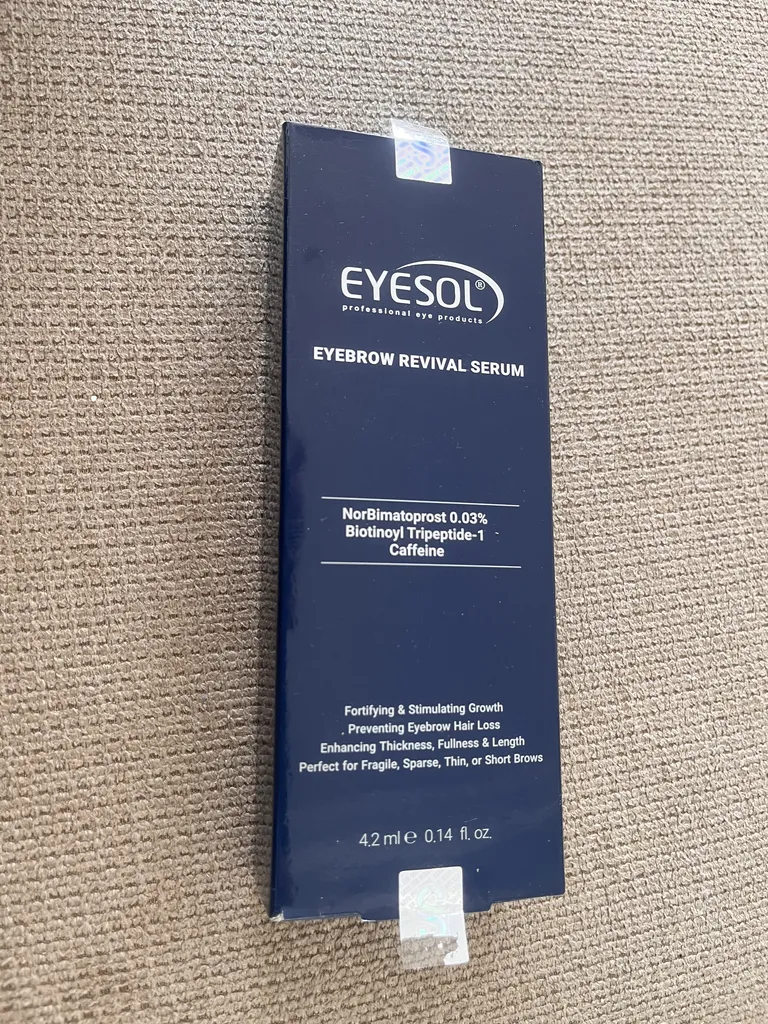 EYESOL®
professional eye products
EYEBROW REVIVAL SERUM
NorBimatoprost 0.03%
Biotinoyl Tripeptide-1
Caffeine
Fortifying & Stimulating Growth
Preventing Eyebrow Hair Loss
Enhancing Thickness, Fullness & Length
Perfect for Fragile, Sparse, Thin, or Short Brows
4.2 ml e 0.14 fl. oz.